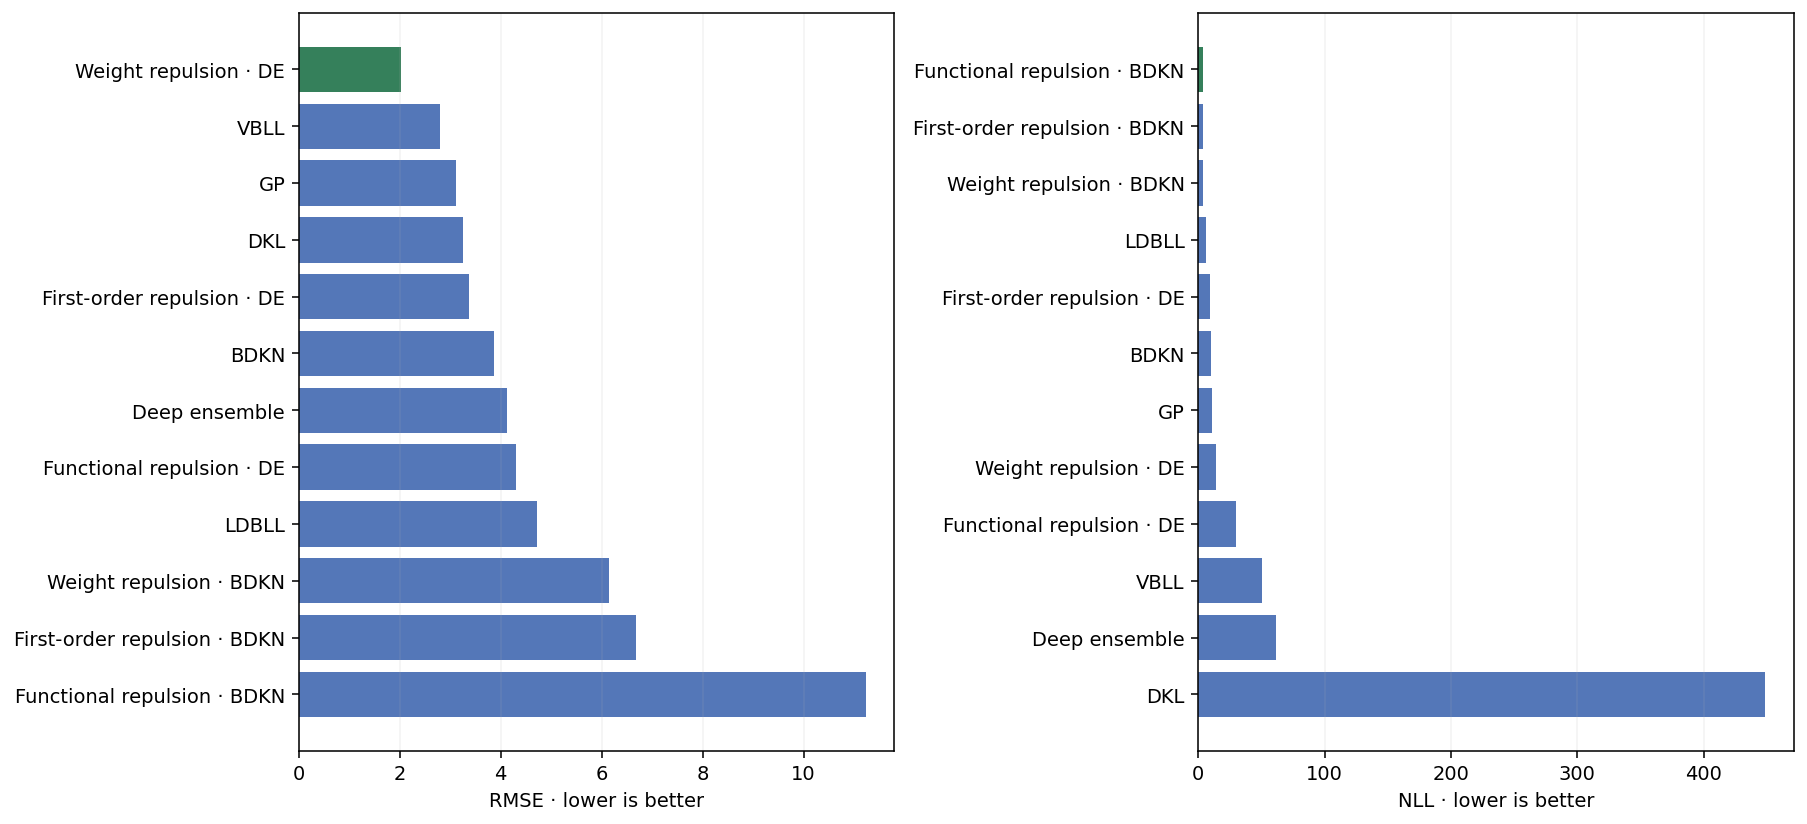 Weight repulsion · DE
VBLL
GP
DKL
First-order repulsion · DE
BDKN
Deep ensemble
Functional repulsion · DE
LDBLL
Weight repulsion · BDKN
First-order repulsion · BDKN
Functional repulsion · BDKN
0 2 4 6 8 10
RMSE · lower is better
Functional repulsion · BDKN
First-order repulsion · BDKN
Weight repulsion · BDKN
LDBLL
First-order repulsion · DE
BDKN
GP
Weight repulsion · DE
Functional repulsion · DE
VBLL
Deep ensemble
DKL
0 100 200 300 400
NLL · lower is better